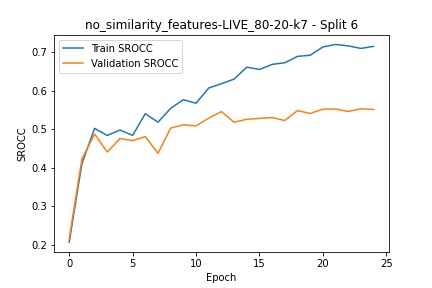 no_similarity_features-LIVE_80-20-k7 - Split 6
Train SROCC
Validation SROCC
SROCC
0.7
0.6
0.5
0.4
0.3
0.2
0
5
10
15
20
25
Epoch